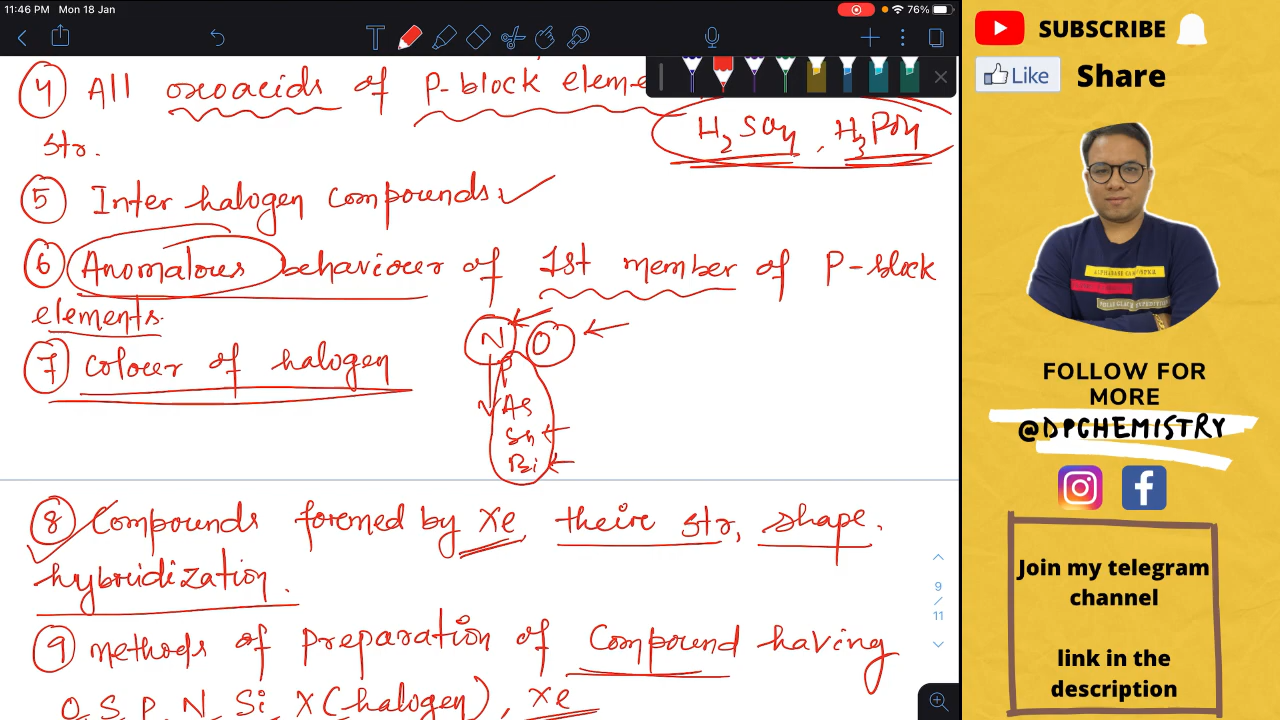 11:46 PM Mon 18 Jan
76%
4 All oxoacids of P-block eleme
H2SO4, H3PO4
str.
5 Inter halogen compounds
6 Anomalous behaviour of 1st member of P-block
elements.
N O
7 colour of halogen
P
As
Sn
Bi
8 Compounds formed by Xe their str, shape.
hybridization.
9 methods of preparation of Compound having
O, S, P, N, Si, X (halogen), Xe
9
/
11
SUBSCRIBE
Like Share
FOLLOW FOR
MORE
@DPCHEMISTRY
Join my telegram
channel
link in the
description